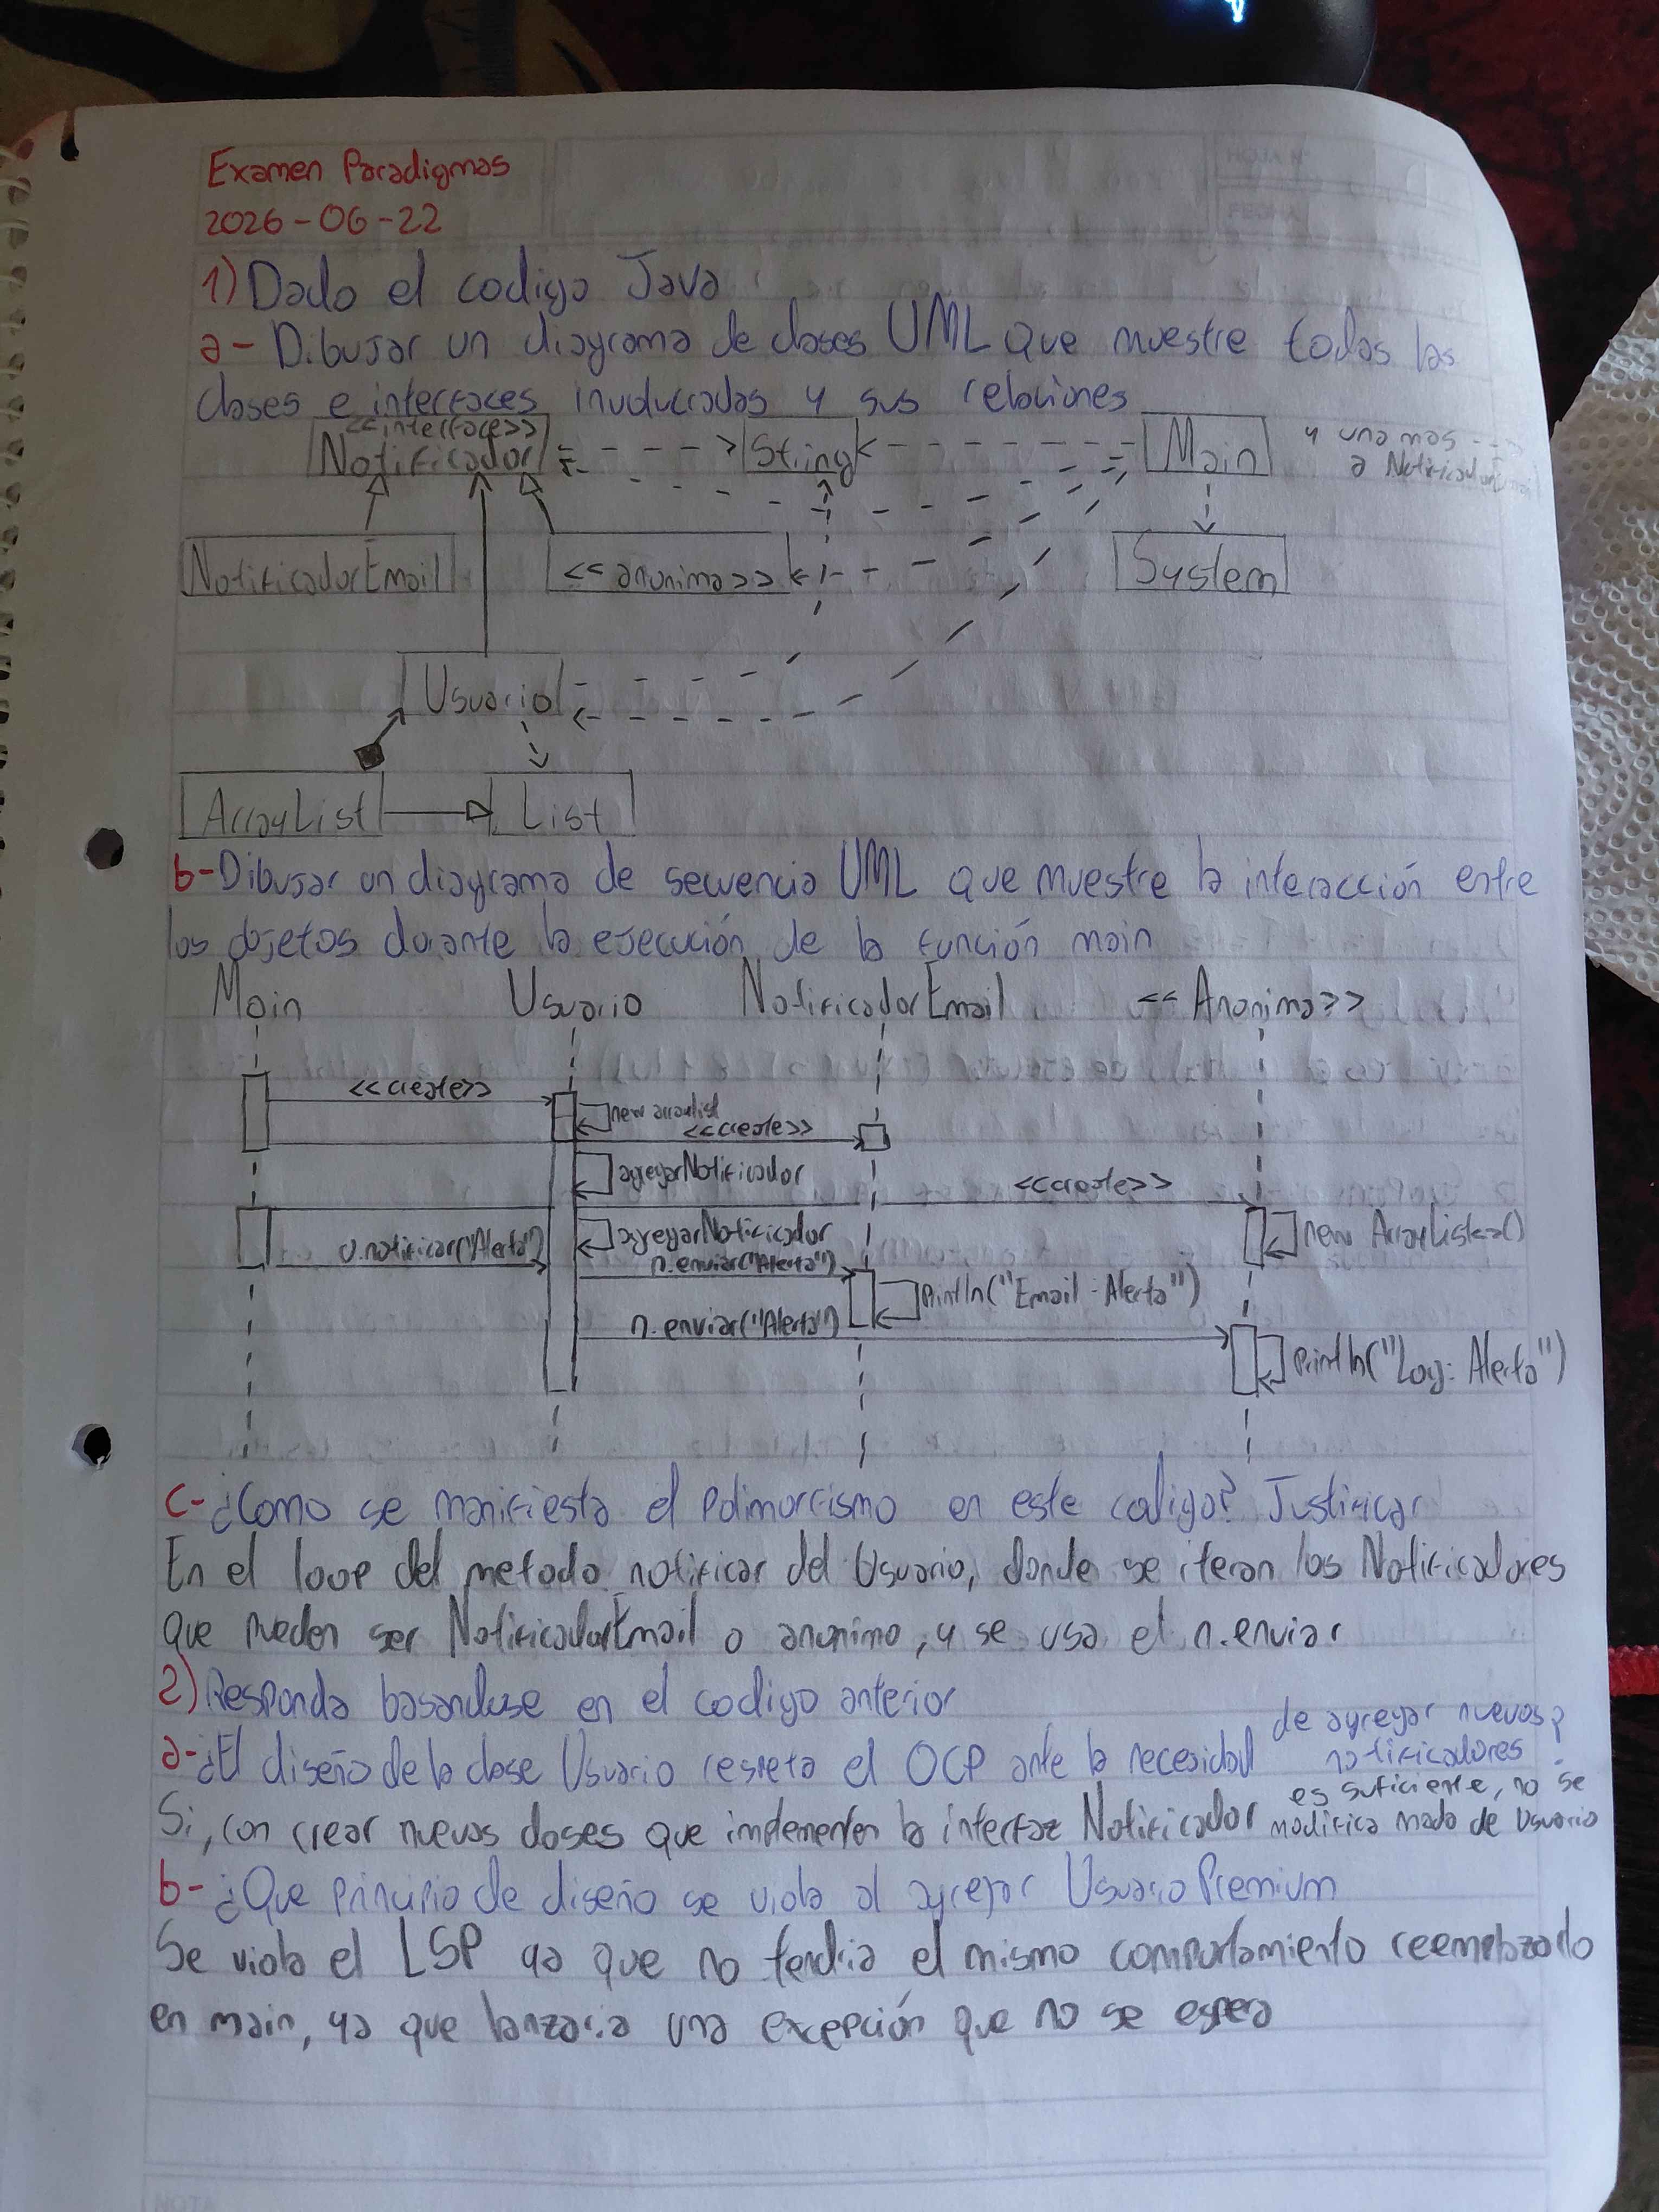 HOJA N°
FECHA
Examen Paradigmas
2026-06-22
1) Dado el codigo Java
a- Dibujar un diagrama de clases UML que muestre todas las
clases e interfaces involucradas y sus relaciones
<<interface>>
Notificador
String
Main
y una mas
a NotificadorEmail
NotificadorEmail
<<anonima>>
System
Usuario
ArrayList
List
b- Dibujar un diagrama de secuencia UML que muestre la interacción entre
los objetos durante la ejecución de la función main
Main
Usuario
NotificadorEmail
<<Anonima>>
<<create>>
new arraylist
<<create>>
agregarNotificador
<<create>>
agregarNotificador
new ArrayList<>()
u.notificar("Alerta")
n.enviar("Alerta")
println("Email: Alerta")
n.enviar("Alerta")
println("Log: Alerta")
c- ¿Como se manifiesta el polimorfismo en este codigo? Justificar
En el loop del metodo notificar del Usuario, donde se iteran los Notificadores
que pueden ser NotificadorEmail o anonimo, y se usa el n.enviar
2) Responda basandose en el codigo anterior
a- ¿El diseño de la clase Usuario respeta el OCP ante la necesidad de agregar nuevos notificadores?
Si, con crear nuevas clases que implementen la interfaz Notificador es suficiente, no se modifica nada de Usuario
b- ¿Que principio de diseño se viola al agregar UsuarioPremium
Se viola el LSP ya que no tendria el mismo comportamiento reemplazado
en main, ya que lanzaria una excepción que no se espera
NOTA